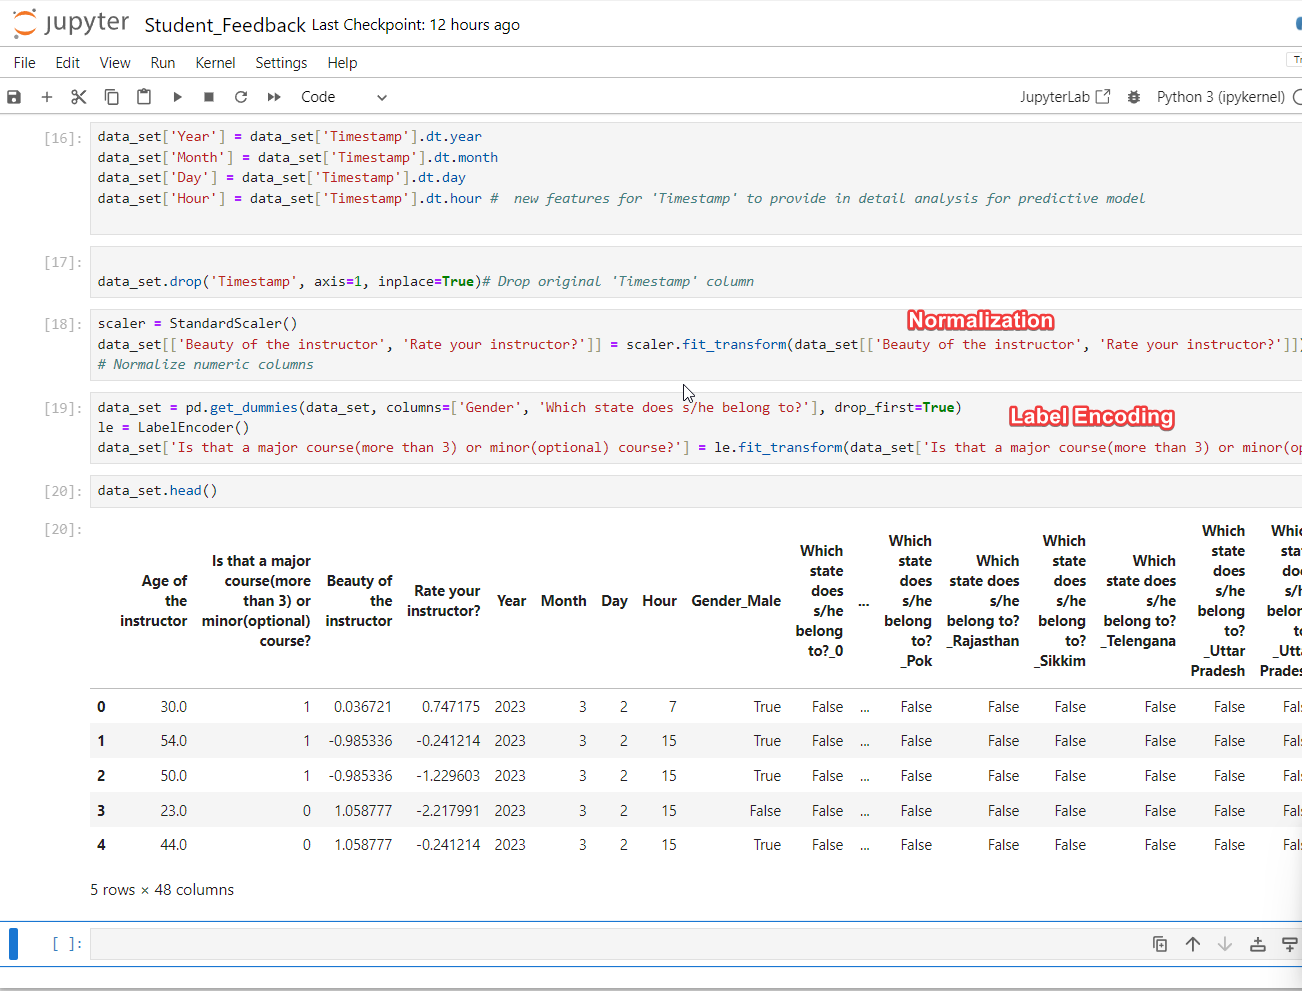 jupyter Student_Feedback Last Checkpoint: 12 hours ago
File Edit View Run Kernel Settings Help
Code JupyterLab Python 3 (ipykernel)
[16]: data_set['Year'] = data_set['Timestamp'].dt.year
data_set['Month'] = data_set['Timestamp'].dt.month
data_set['Day'] = data_set['Timestamp'].dt.day
data_set['Hour'] = data_set['Timestamp'].dt.hour #  new features for 'Timestamp' to provide in detail analysis for predictive model
[17]:
data_set.drop('Timestamp', axis=1, inplace=True)# Drop original 'Timestamp' column
[18]: scaler = StandardScaler()
Normalization
data_set[['Beauty of the instructor', 'Rate your instructor?']] = scaler.fit_transform(data_set[['Beauty of the instructor', 'Rate your instructor?']])
# Normalize numeric columns
[19]: data_set = pd.get_dummies(data_set, columns=['Gender', 'Which state does s/he belong to?'], drop_first=True)
Label Encoding
le = LabelEncoder()
data_set['Is that a major course(more than 3) or minor(optional) course?'] = le.fit_transform(data_set['Is that a major course(more than 3) or minor(
[20]: data_set.head()
[20]:
Age of the instructor
Is that a major course(more than 3) or minor(optional) course?
Beauty of the instructor
Rate your instructor?
Year
Month
Day
Hour
Gender_Male
Which state does s/he belong to?_0
...
Which state does s/he belong to? _Pok
Which state does s/he belong to? _Rajasthan
Which state does s/he belong to? _Sikkim
Which state does s/he belong to? _Telengana
Which state does s/he belong to? _Uttar Pradesh
0 30.0 1 0.036721 0.747175 2023 3 2 7 True False ... False False False False False
1 54.0 1 -0.985336 -0.241214 2023 3 2 15 True False ... False False False False False
2 50.0 1 -0.985336 -1.229603 2023 3 2 15 True False ... False False False False False
3 23.0 0 1.058777 -2.217991 2023 3 2 15 False False ... False False False False False
4 44.0 0 1.058777 -0.241214 2023 3 2 15 True False ... False False False False False
5 rows × 48 columns
[ ]: